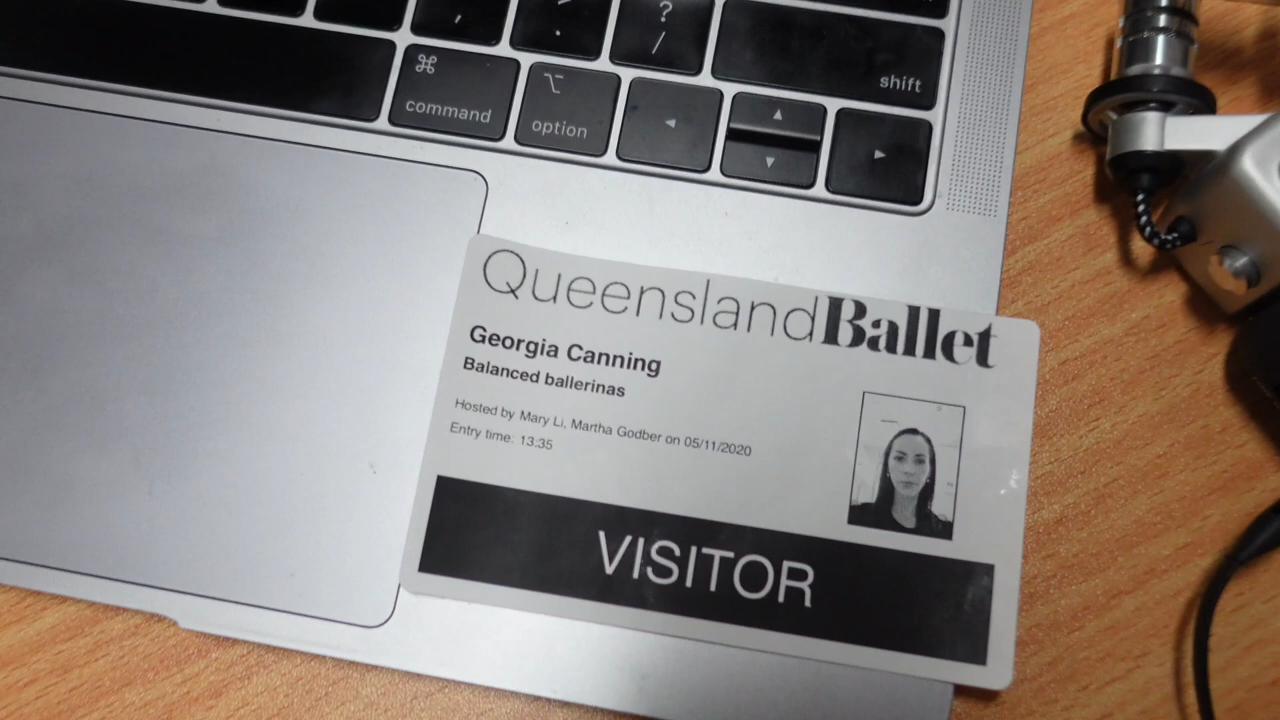 , . ? /
shift
⌘
command
⌥
option
◄ ▲ ▼ ►
QueenslandBallet
Georgia Canning
Balanced ballerinas
Hosted by Mary Li, Martha Godber on 05/11/2020
Entry time: 13:35
VISITOR